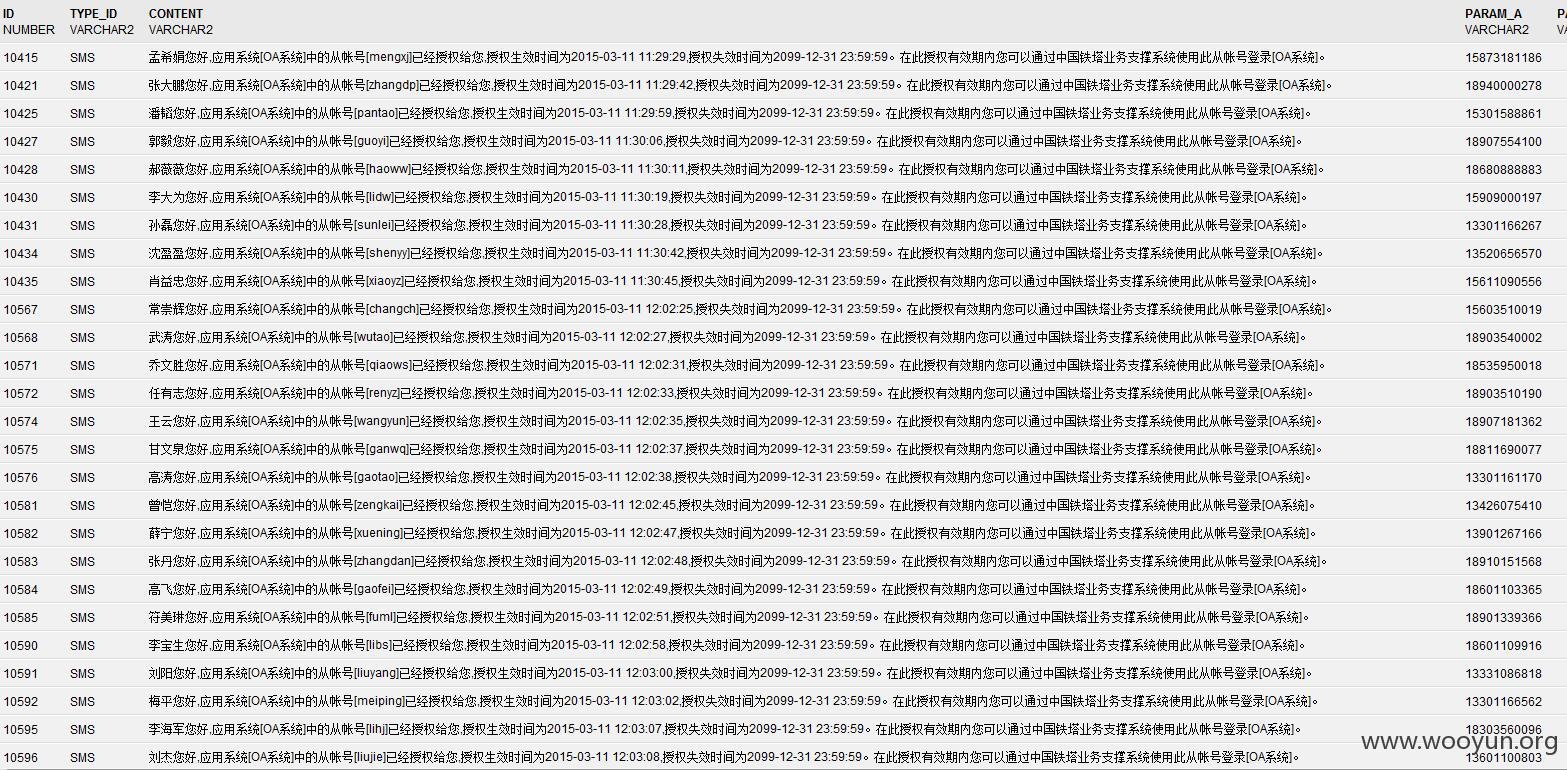 ID TYPE_ID CONTENT PARAM_A PA
NUMBER VARCHAR2 VARCHAR2 VARCHAR2 VA
10415 SMS 孟希娟您好,应用系统[OA系统]中的从帐号[mengxj]已经授权给您,授权生效时间为2015-03-11 11:29:29,授权失效时间为2099-12-31 23:59:59。在此授权有效期内您可以通过中国铁塔业务支撑系统使用此从帐号登录[OA系统]。 15873181186
10421 SMS 张大鹏您好,应用系统[OA系统]中的从帐号[zhangdp]已经授权给您,授权生效时间为2015-03-11 11:29:42,授权失效时间为2099-12-31 23:59:59。在此授权有效期内您可以通过中国铁塔业务支撑系统使用此从帐号登录[OA系统]。 18940000278
10425 SMS 潘韬您好,应用系统[OA系统]中的从帐号[pantao]已经授权给您,授权生效时间为2015-03-11 11:29:59,授权失效时间为2099-12-31 23:59:59。在此授权有效期内您可以通过中国铁塔业务支撑系统使用此从帐号登录[OA系统]。 15301588861
10427 SMS 郭毅您好,应用系统[OA系统]中的从帐号[guoyi]已经授权给您,授权生效时间为2015-03-11 11:30:06,授权失效时间为2099-12-31 23:59:59。在此授权有效期内您可以通过中国铁塔业务支撑系统使用此从帐号登录[OA系统]。 18907554100
10428 SMS 郝薇薇您好,应用系统[OA系统]中的从帐号[haoww]已经授权给您,授权生效时间为2015-03-11 11:30:11,授权失效时间为2099-12-31 23:59:59。在此授权有效期内您可以通过中国铁塔业务支撑系统使用此从帐号登录[OA系统]。 18680888883
10430 SMS 李大为您好,应用系统[OA系统]中的从帐号[lidw]已经授权给您,授权生效时间为2015-03-11 11:30:19,授权失效时间为2099-12-31 23:59:59。在此授权有效期内您可以通过中国铁塔业务支撑系统使用此从帐号登录[OA系统]。 15909000197
10431 SMS 孙磊您好,应用系统[OA系统]中的从帐号[sunlei]已经授权给您,授权生效时间为2015-03-11 11:30:28,授权失效时间为2099-12-31 23:59:59。在此授权有效期内您可以通过中国铁塔业务支撑系统使用此从帐号登录[OA系统]。 13301166267
10434 SMS 沈盈盈您好,应用系统[OA系统]中的从帐号[shenyy]已经授权给您,授权生效时间为2015-03-11 11:30:42,授权失效时间为2099-12-31 23:59:59。在此授权有效期内您可以通过中国铁塔业务支撑系统使用此从帐号登录[OA系统]。 13520656570
10435 SMS 肖益忠您好,应用系统[OA系统]中的从帐号[xiaoyz]已经授权给您,授权生效时间为2015-03-11 11:30:45,授权失效时间为2099-12-31 23:59:59。在此授权有效期内您可以通过中国铁塔业务支撑系统使用此从帐号登录[OA系统]。 15611090556
10567 SMS 常崇辉您好,应用系统[OA系统]中的从帐号[changch]已经授权给您,授权生效时间为2015-03-11 12:02:25,授权失效时间为2099-12-31 23:59:59。在此授权有效期内您可以通过中国铁塔业务支撑系统使用此从帐号登录[OA系统]。 15603510019
10568 SMS 武涛您好,应用系统[OA系统]中的从帐号[wutao]已经授权给您,授权生效时间为2015-03-11 12:02:27,授权失效时间为2099-12-31 23:59:59。在此授权有效期内您可以通过中国铁塔业务支撑系统使用此从帐号登录[OA系统]。 18903540002
10571 SMS 乔文胜您好,应用系统[OA系统]中的从帐号[qiaows]已经授权给您,授权生效时间为2015-03-11 12:02:31,授权失效时间为2099-12-31 23:59:59。在此授权有效期内您可以通过中国铁塔业务支撑系统使用此从帐号登录[OA系统]。 18535950018
10572 SMS 任有志您好,应用系统[OA系统]中的从帐号[renyz]已经授权给您,授权生效时间为2015-03-11 12:02:33,授权失效时间为2099-12-31 23:59:59。在此授权有效期内您可以通过中国铁塔业务支撑系统使用此从帐号登录[OA系统]。 18903510190
10574 SMS 王云您好,应用系统[OA系统]中的从帐号[wangyun]已经授权给您,授权生效时间为2015-03-11 12:02:35,授权失效时间为2099-12-31 23:59:59。在此授权有效期内您可以通过中国铁塔业务支撑系统使用此从帐号登录[OA系统]。 18907181362
10575 SMS 甘文泉您好,应用系统[OA系统]中的从帐号[ganwq]已经授权给您,授权生效时间为2015-03-11 12:02:37,授权失效时间为2099-12-31 23:59:59。在此授权有效期内您可以通过中国铁塔业务支撑系统使用此从帐号登录[OA系统]。 18811690077
10576 SMS 高涛您好,应用系统[OA系统]中的从帐号[gaotao]已经授权给您,授权生效时间为2015-03-11 12:02:38,授权失效时间为2099-12-31 23:59:59。在此授权有效期内您可以通过中国铁塔业务支撑系统使用此从帐号登录[OA系统]。 13301161170
10581 SMS 曾恺您好,应用系统[OA系统]中的从帐号[zengkai]已经授权给您,授权生效时间为2015-03-11 12:02:45,授权失效时间为2099-12-31 23:59:59。在此授权有效期内您可以通过中国铁塔业务支撑系统使用此从帐号登录[OA系统]。 13426075410
10582 SMS 薛宁您好,应用系统[OA系统]中的从帐号[xuening]已经授权给您,授权生效时间为2015-03-11 12:02:47,授权失效时间为2099-12-31 23:59:59。在此授权有效期内您可以通过中国铁塔业务支撑系统使用此从帐号登录[OA系统]。 13901267166
10583 SMS 张丹您好,应用系统[OA系统]中的从帐号[zhangdan]已经授权给您,授权生效时间为2015-03-11 12:02:48,授权失效时间为2099-12-31 23:59:59。在此授权有效期内您可以通过中国铁塔业务支撑系统使用此从帐号登录[OA系统]。 18910151568
10584 SMS 高飞您好,应用系统[OA系统]中的从帐号[gaofei]已经授权给您,授权生效时间为2015-03-11 12:02:49,授权失效时间为2099-12-31 23:59:59。在此授权有效期内您可以通过中国铁塔业务支撑系统使用此从帐号登录[OA系统]。 18601103365
10585 SMS 符美琳您好,应用系统[OA系统]中的从帐号[fuml]已经授权给您,授权生效时间为2015-03-11 12:02:51,授权失效时间为2099-12-31 23:59:59。在此授权有效期内您可以通过中国铁塔业务支撑系统使用此从帐号登录[OA系统]。 18901339366
10590 SMS 李宝生您好,应用系统[OA系统]中的从帐号[libs]已经授权给您,授权生效时间为2015-03-11 12:02:58,授权失效时间为2099-12-31 23:59:59。在此授权有效期内您可以通过中国铁塔业务支撑系统使用此从帐号登录[OA系统]。 18601109916
10591 SMS 刘阳您好,应用系统[OA系统]中的从帐号[liuyang]已经授权给您,授权生效时间为2015-03-11 12:03:00,授权失效时间为2099-12-31 23:59:59。在此授权有效期内您可以通过中国铁塔业务支撑系统使用此从帐号登录[OA系统]。 13331086818
10592 SMS 梅平您好,应用系统[OA系统]中的从帐号[meiping]已经授权给您,授权生效时间为2015-03-11 12:03:02,授权失效时间为2099-12-31 23:59:59。在此授权有效期内您可以通过中国铁塔业务支撑系统使用此从帐号登录[OA系统]。 13301166562
10595 SMS 李海军您好,应用系统[OA系统]中的从帐号[lihjj]已经授权给您,授权生效时间为2015-03-11 12:03:07,授权失效时间为2099-12-31 23:59:59。在此授权有效期内您可以通过中国铁塔业务支撑系统使用此从帐号登录[OA系统]。 18303560096
www.wooyun.org
10596 SMS 刘杰您好,应用系统[OA系统]中的从帐号[liujie]已经授权给您,授权生效时间为2015-03-11 12:03:08,授权失效时间为2099-12-31 23:59:59。在此授权有效期内您可以通过中国铁塔业务支撑系统使用此从帐号登录[OA系统]。 13601100803